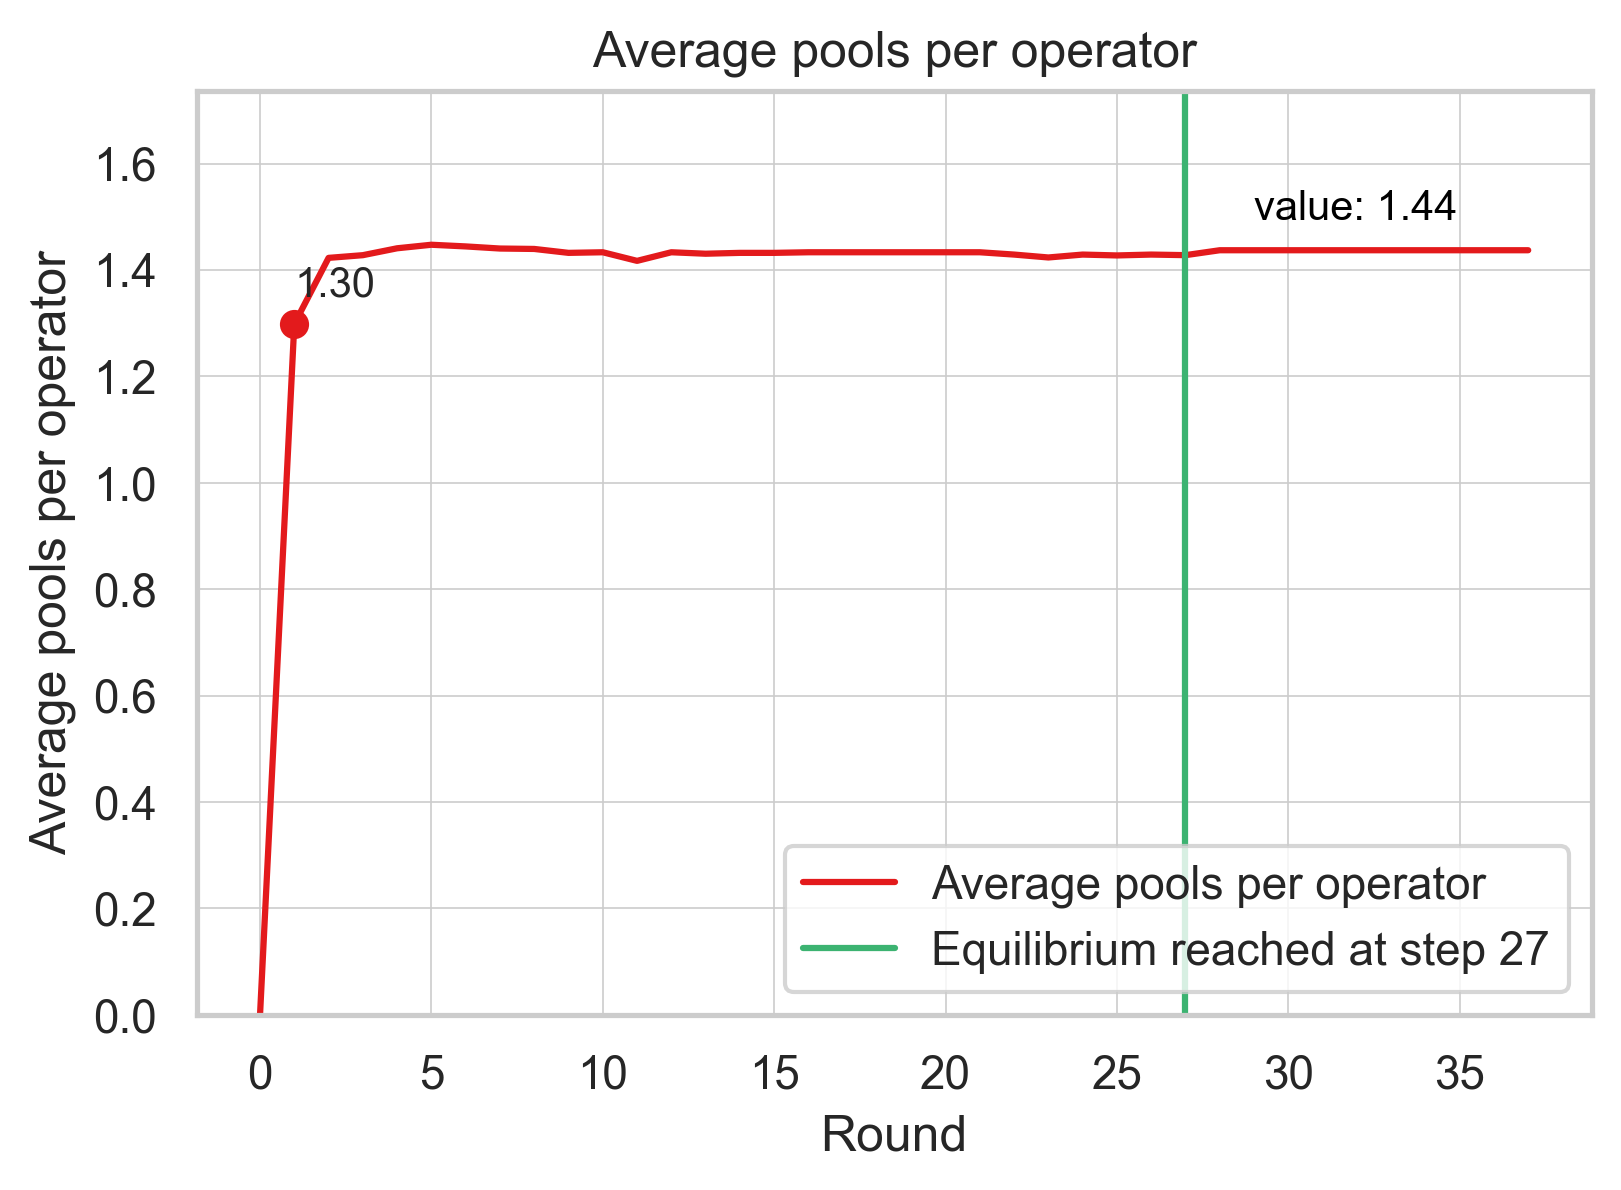 Average pools per operator
Average pools per operator
1.6
1.4
1.2
1.0
0.8
0.6
0.4
0.2
0.0
value: 1.44
1.30
Average pools per operator
Equilibrium reached at step 27
0 5 10 15 20 25 30 35
Round